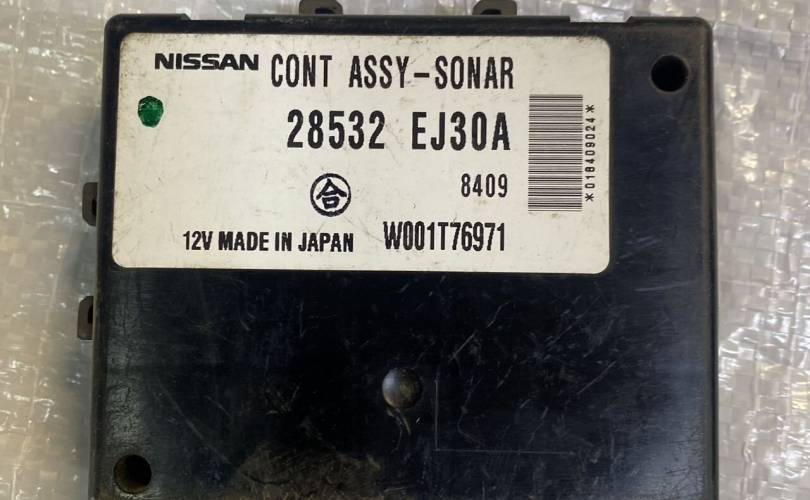 NISSAN CONT ASSY-SONAR
28532 EJ30A
8409
合
12V MADE IN JAPAN W001T76971
*018409024*